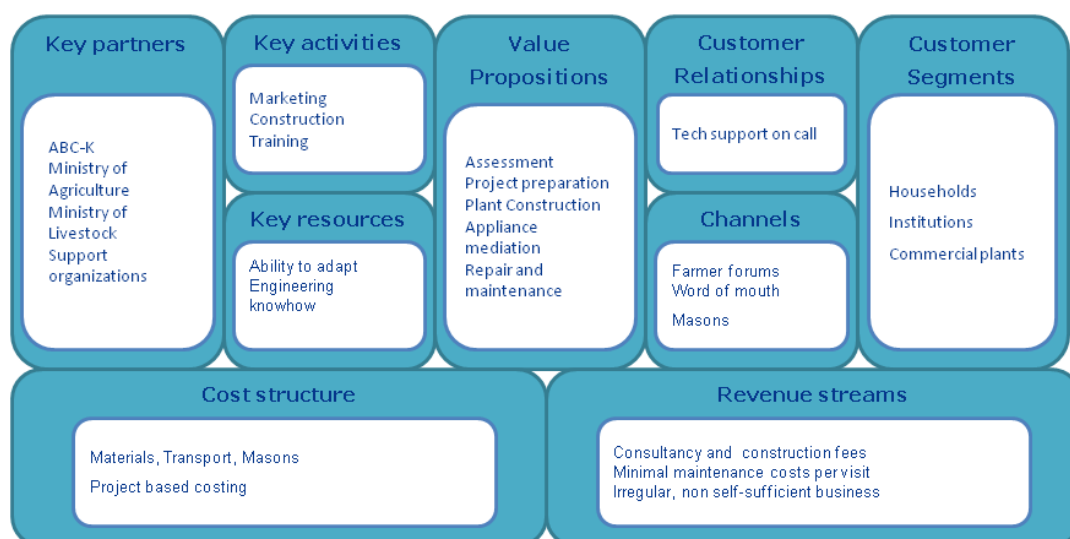 Key partners
ABC-K
Ministry of
Agriculture
Ministry of
Livestock
Support
organizations
Key activities
Marketing
Construction
Training
Key resources
Ability to adapt
Engineering
knowhow
Value
Propositions
Assessment
Project preparation
Plant Construction
Appliance
mediation
Repair and
maintenance
Customer
Relationships
Tech support on call
Channels
Farmer forums
Word of mouth
Masons
Customer
Segments
Households
Institutions
Commercial plants
Cost structure
Materials, Transport, Masons
Project based costing
Revenue streams
Consultancy and construction fees
Minimal maintenance costs per visit
Irregular, non self-sufficient business